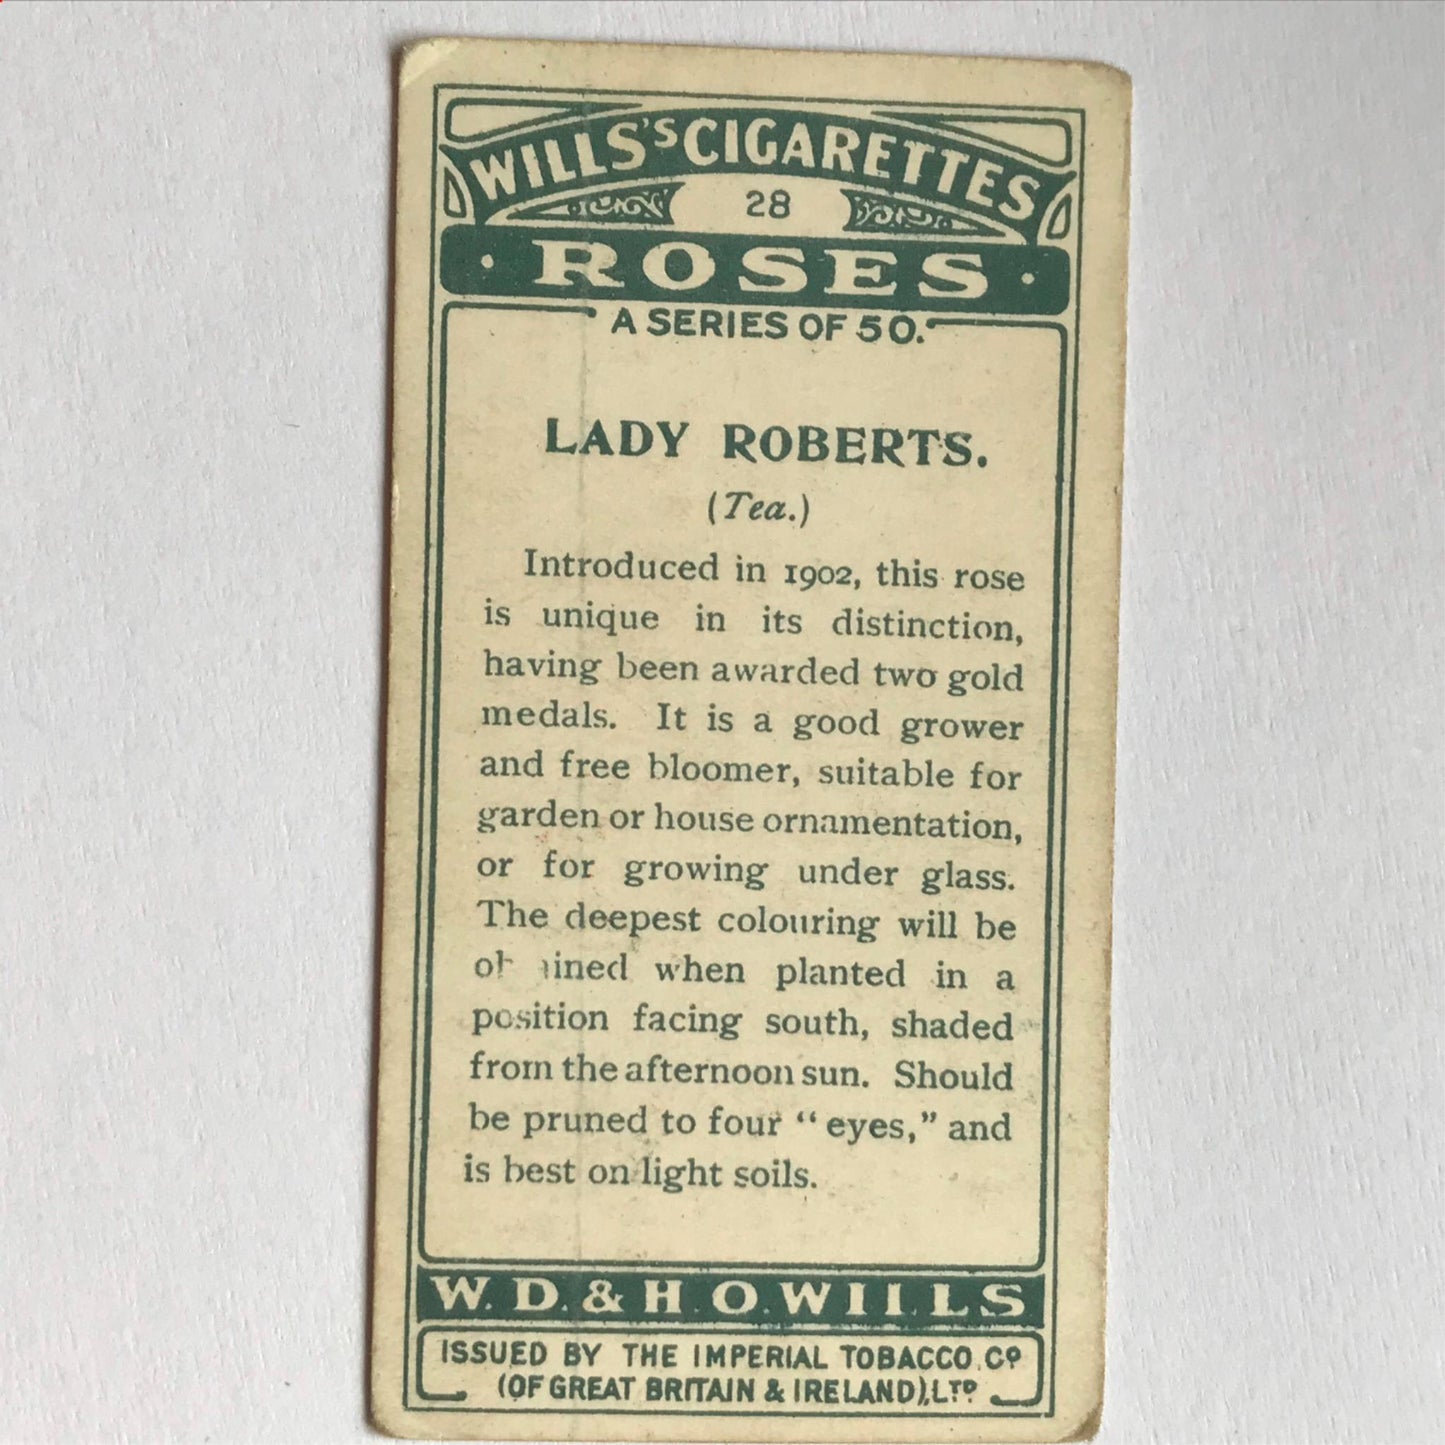 WILLS'S CIGARETTES
28
· ROSES ·
A SERIES OF 50.
LADY ROBERTS.
(Tea.)
Introduced in 1902, this rose
is unique in its distinction,
having been awarded two gold
medals. It is a good grower
and free bloomer, suitable for
garden or house ornamentation,
or for growing under glass.
The deepest colouring will be
when planted in a
position facing south, shaded
from the afternoon sun. Should
be pruned to four “eyes,” and
is best on light soils.
W. D. & H. O. WILLS
ISSUED BY THE IMPERIAL TOBACCO Co
(OF GREAT BRITAIN & IRELAND), LTD